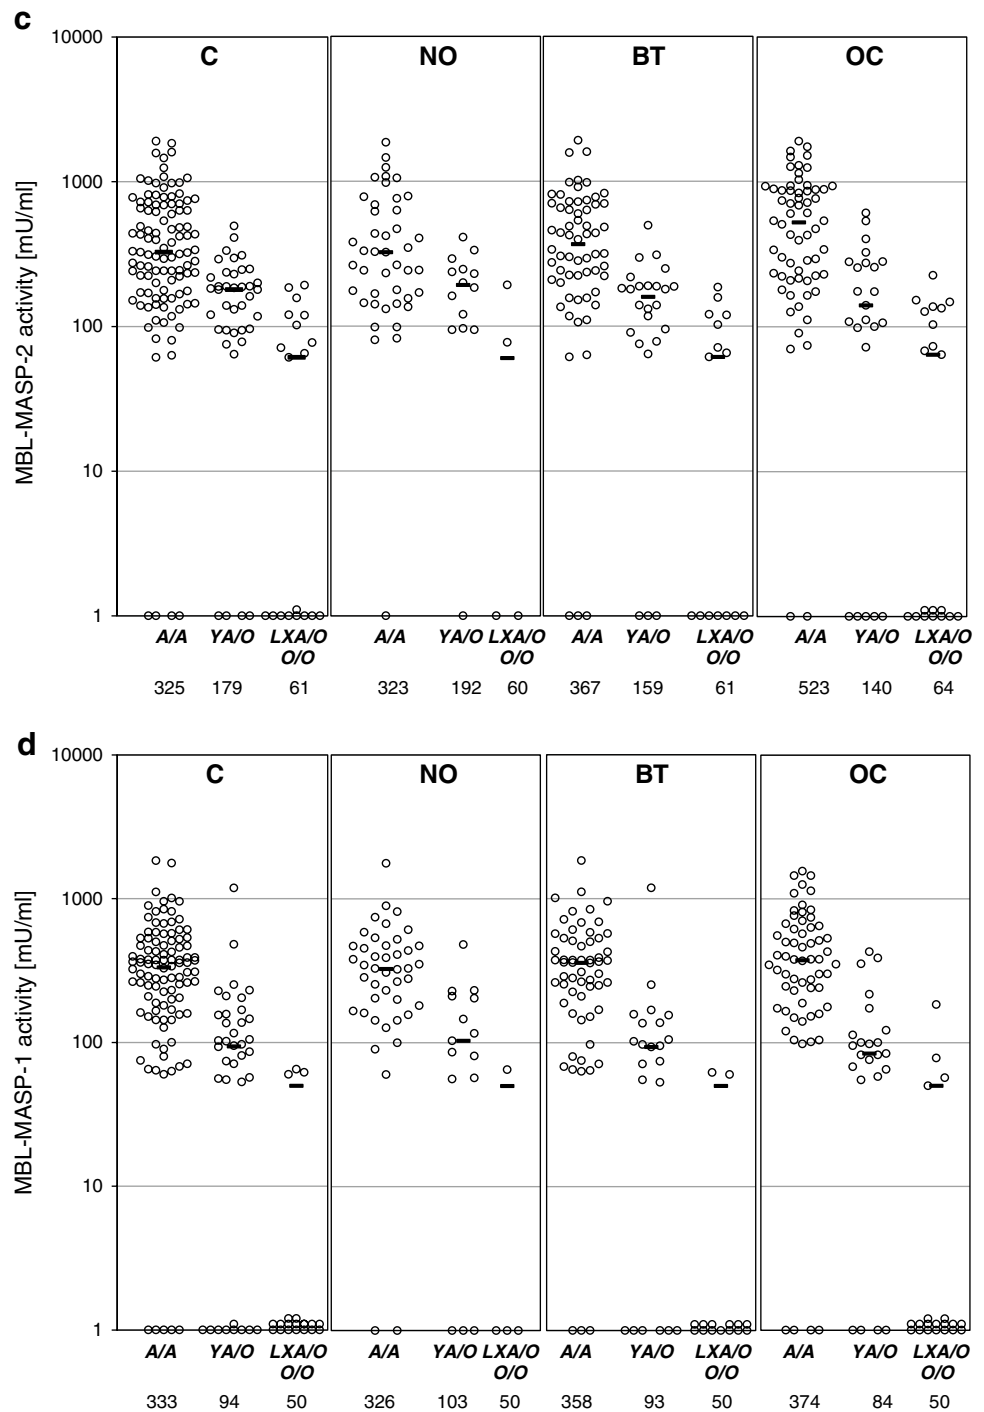 c
10000
C NO BT OC
1000
100
10
1
MBL-MASP-2 activity [mU/ml]
A/A YA/O LXA/O A/A YA/O LXA/O A/A YA/O LXA/O A/A YA/O LXA/O
O/O O/O O/O O/O
325 179 61 323 192 60 367 159 61 523 140 64
d
10000
C NO BT OC
1000
100
10
1
MBL-MASP-1 activity [mU/ml]
A/A YA/O LXA/O A/A YA/O LXA/O A/A YA/O LXA/O A/A YA/O LXA/O
O/O O/O O/O O/O
333 94 50 326 103 50 358 93 50 374 84 50